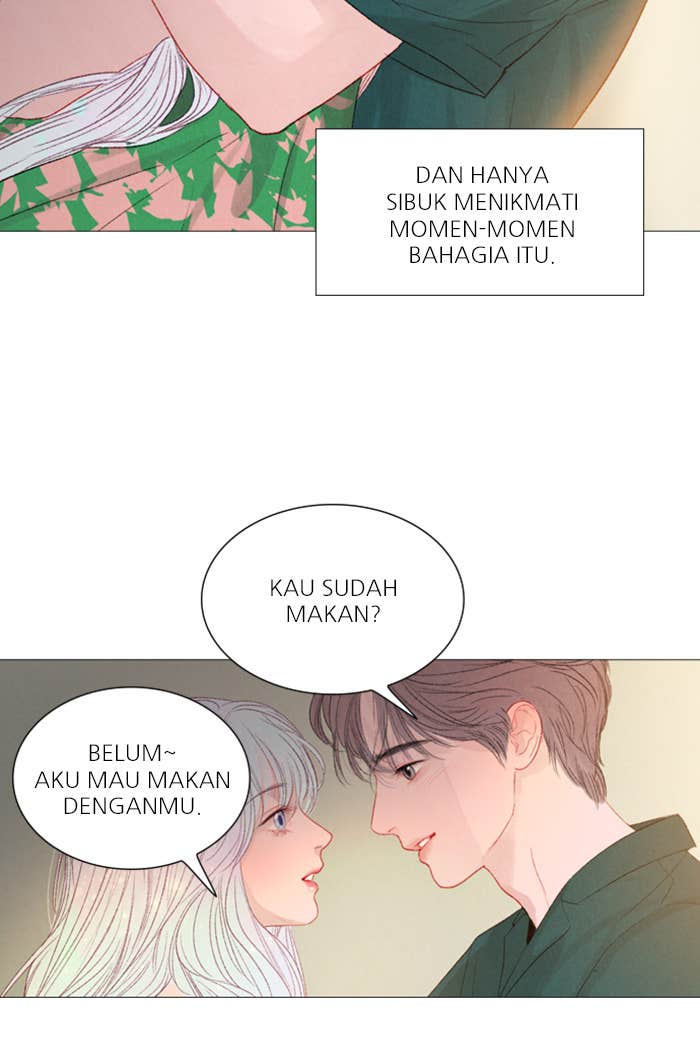 DAN HANYA
SIBUK MENIKMATI
MOMEN-MOMEN
BAHAGIA ITU.
KAU SUDAH
MAKAN?
BELUM~
AKU MAU MAKAN
DENGANMU.